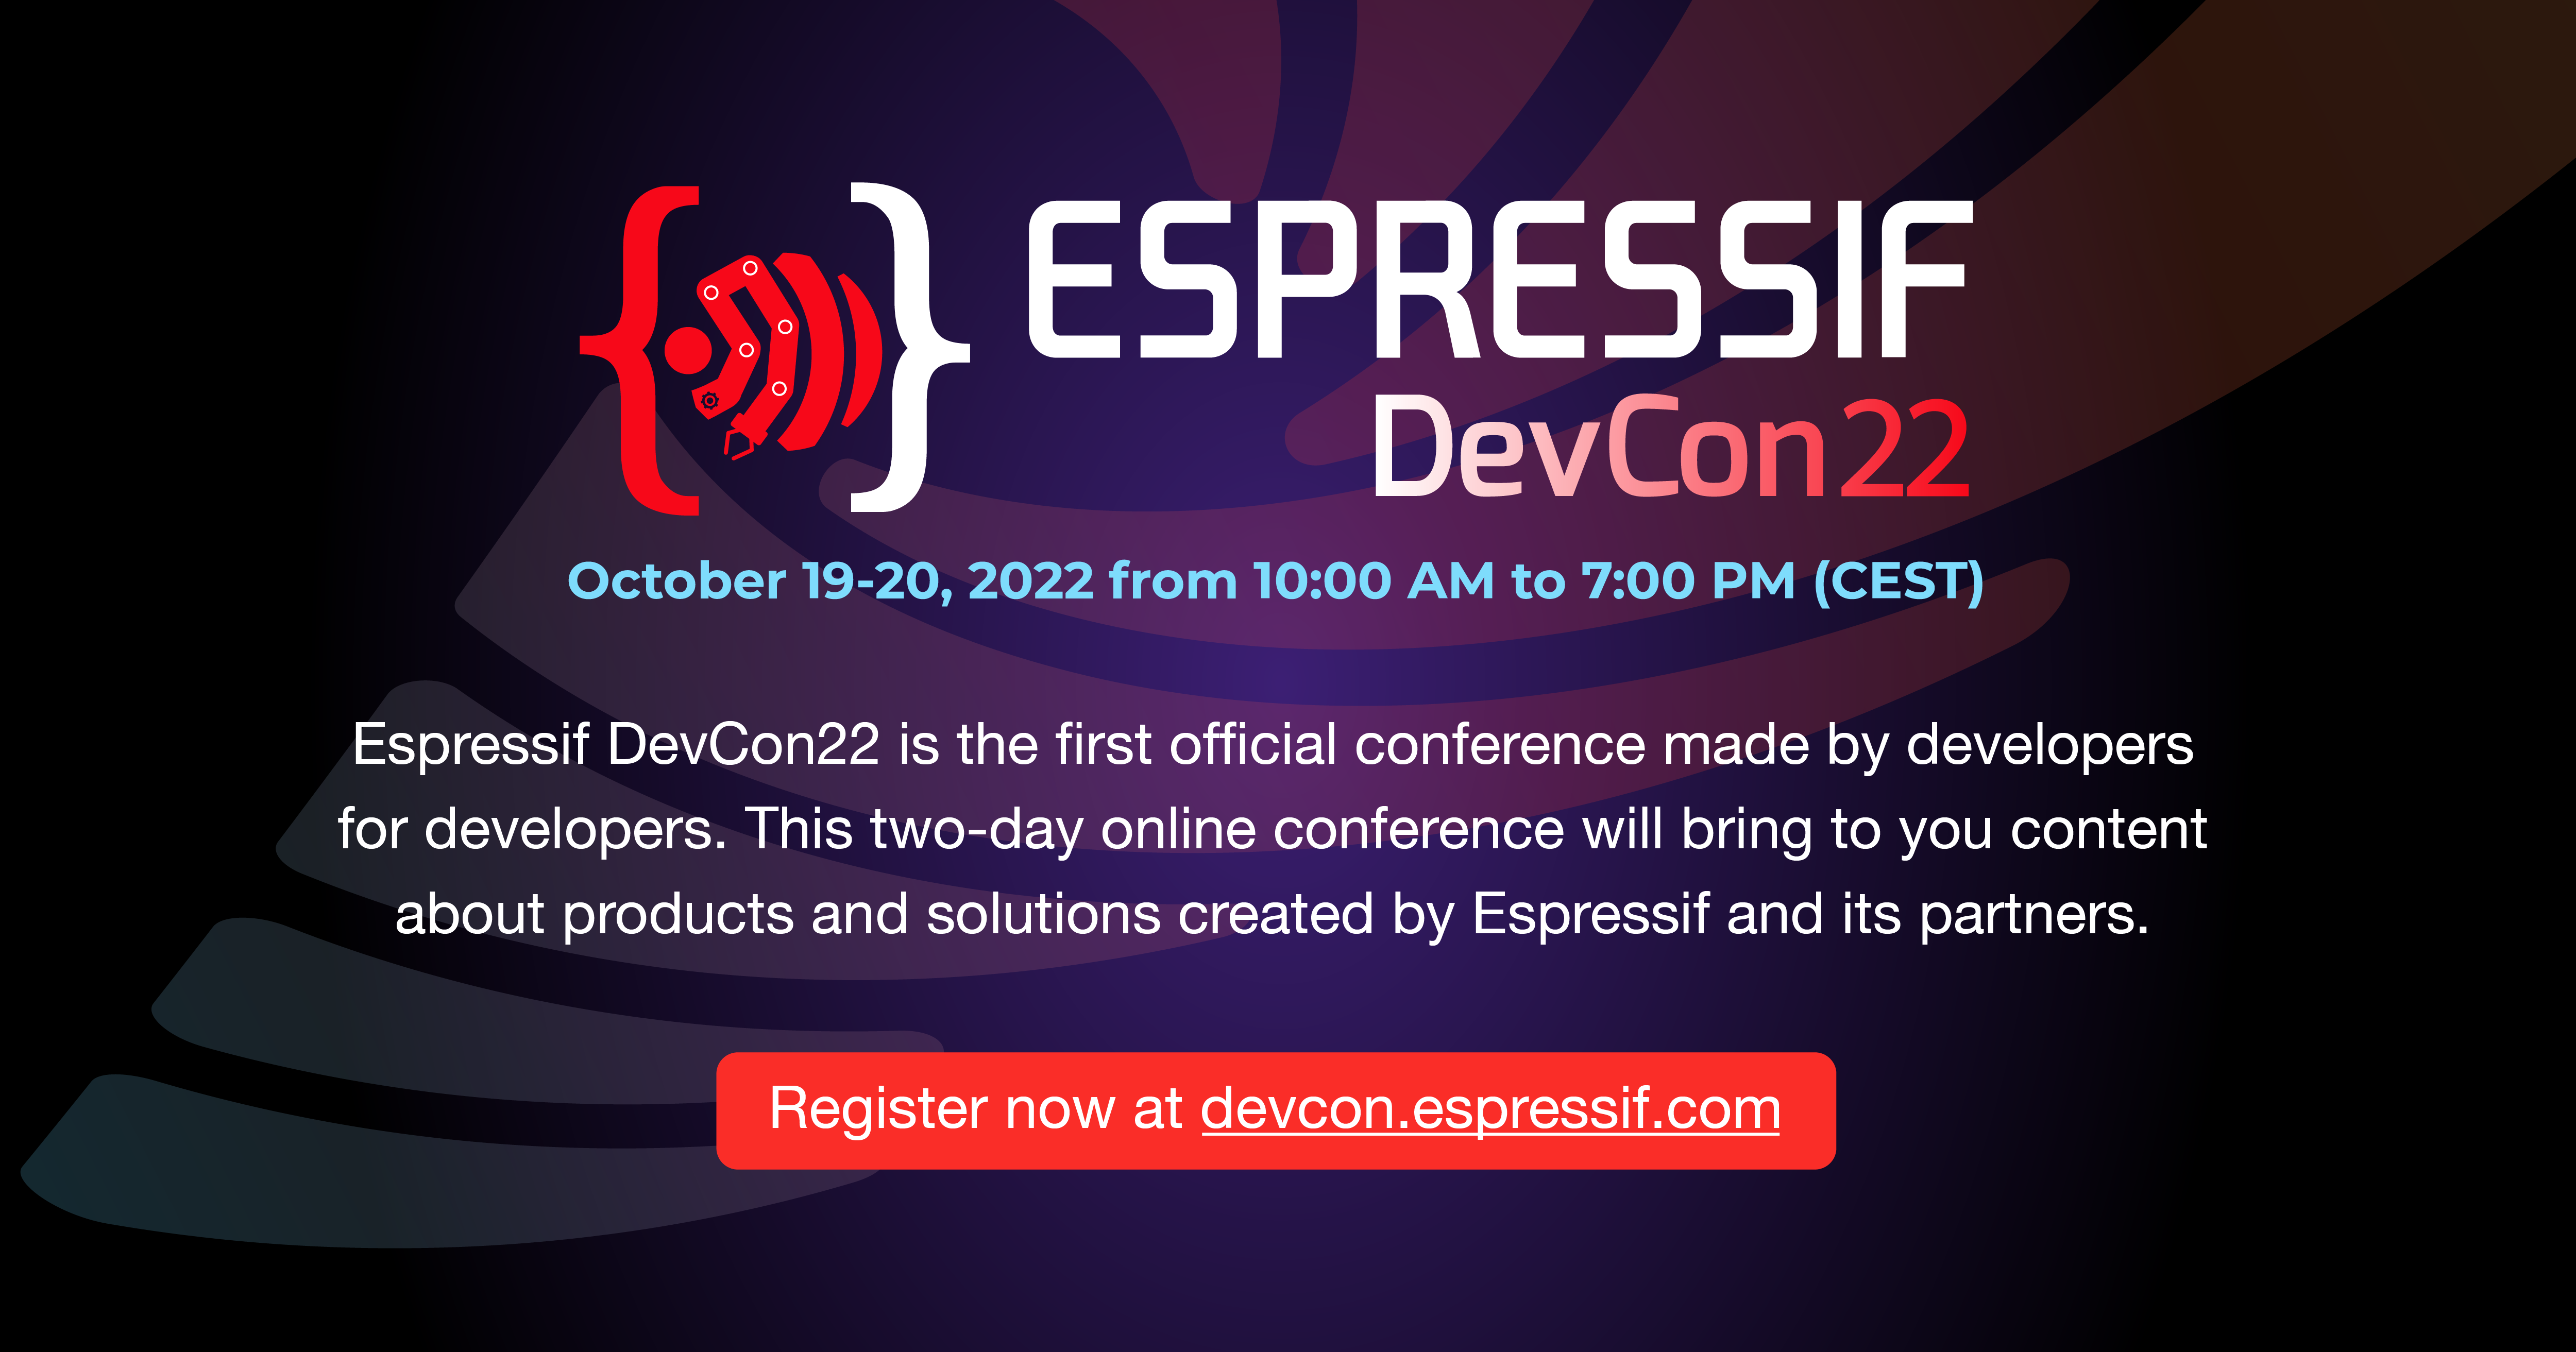 ESPRESSIF
DevCon22
October 19-20, 2022 from 10:00 AM to 7:00 PM (CEST)
Espressif DevCon22 is the first official conference made by developers
for developers. This two-day online conference will bring to you content
about products and solutions created by Espressif and its partners.
Register now at devcon.espressif.com